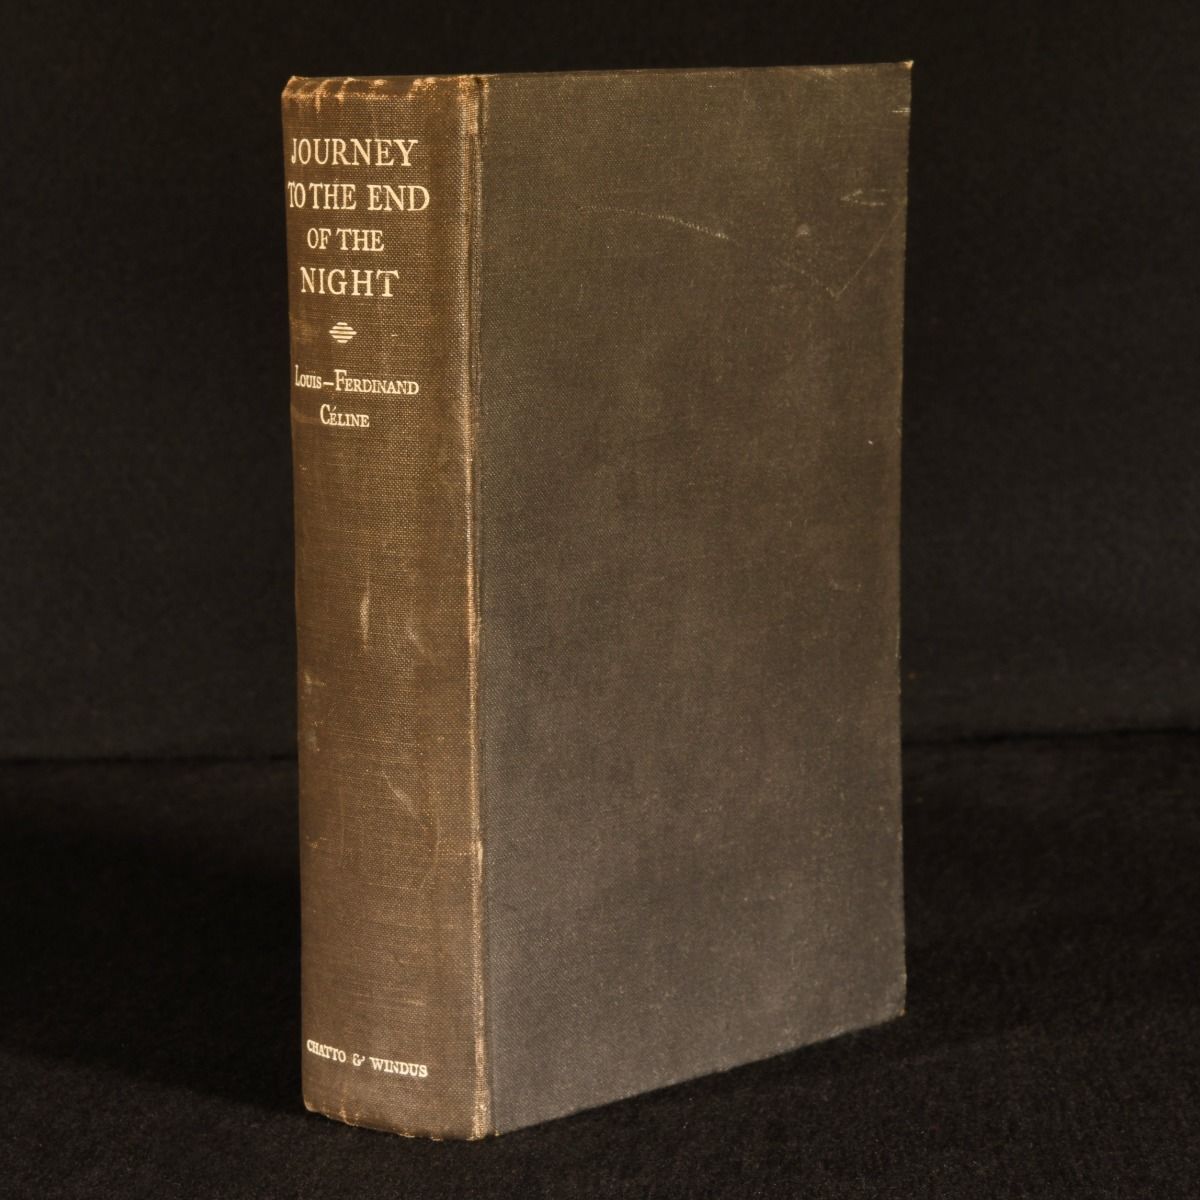 JOURNEY
TO THE END
OF THE
NIGHT
LOUIS–FERDINAND
CÉLINE
CHATTO & WINDUS